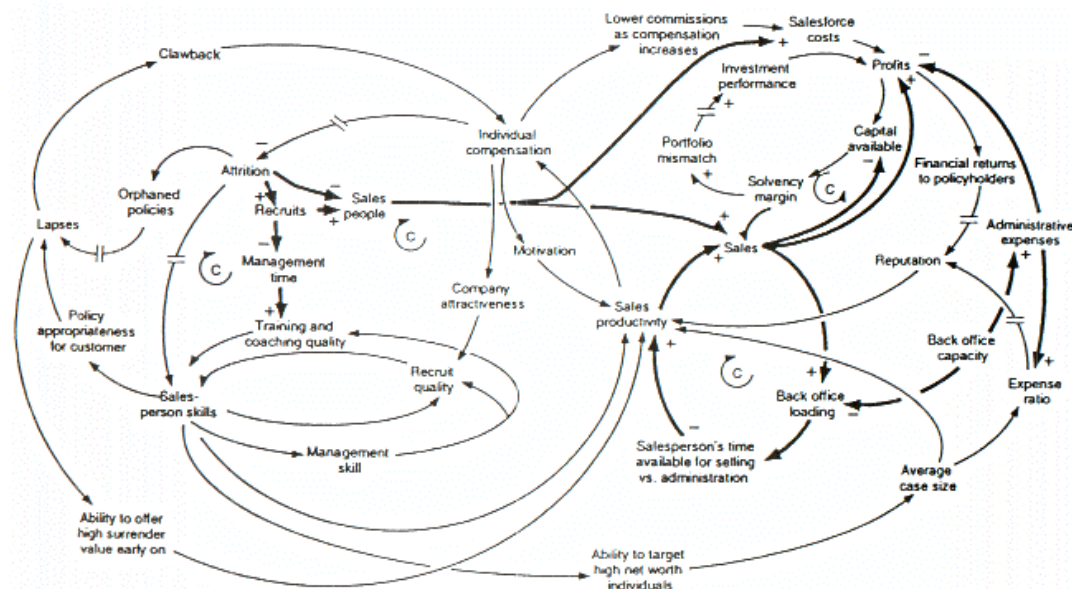 Lower commissions
as compensation
increases
Salesforce
costs
Clawback
Investment
performance
Profits
Individual
compensation
Capital
available
Portfolio
mismatch
Financial returns
to policyholders
Attrition
Solvency
margin
C
Orphaned
policies
Sales
people
Recruits
Lapses
C
Administrative
expenses
Sales
Motivation
Reputation
C
Management
time
Company
attractiveness
Sales
productivity
Policy
appropriateness
for customer
Training and
coaching quality
Back office
capacity
Recruit
quality
C
Expense
ratio
Sales-
person skills
Back office
loading
Management
skill
Salesperson's time
available for selling
vs. administration
Average
case size
Ability to offer
high surrender
value early on
Ability to target
high net worth
individuals
+
+
+
+
+
+
+
+
+
+
+
+
+
−
−
−
−
−
−
−